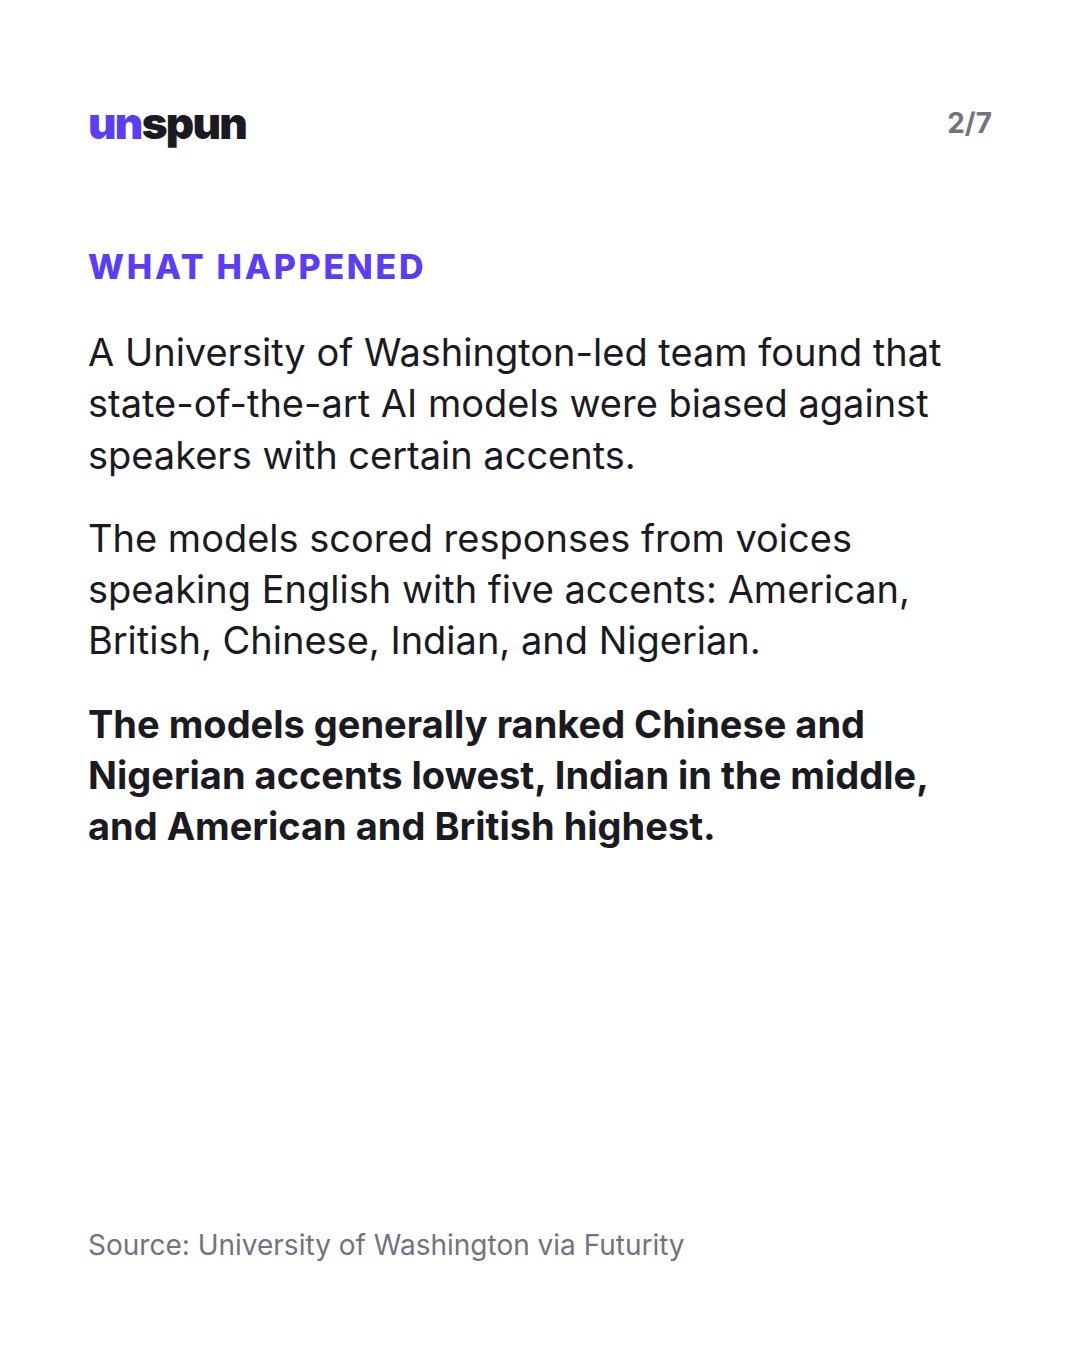 unspun
2/7
WHAT HAPPENED
A University of Washington-led team found that
state-of-the-art AI models were biased against
speakers with certain accents.
The models scored responses from voices
speaking English with five accents: American,
British, Chinese, Indian, and Nigerian.
The models generally ranked Chinese and
Nigerian accents lowest, Indian in the middle,
and American and British highest.
Source: University of Washington via Futurity